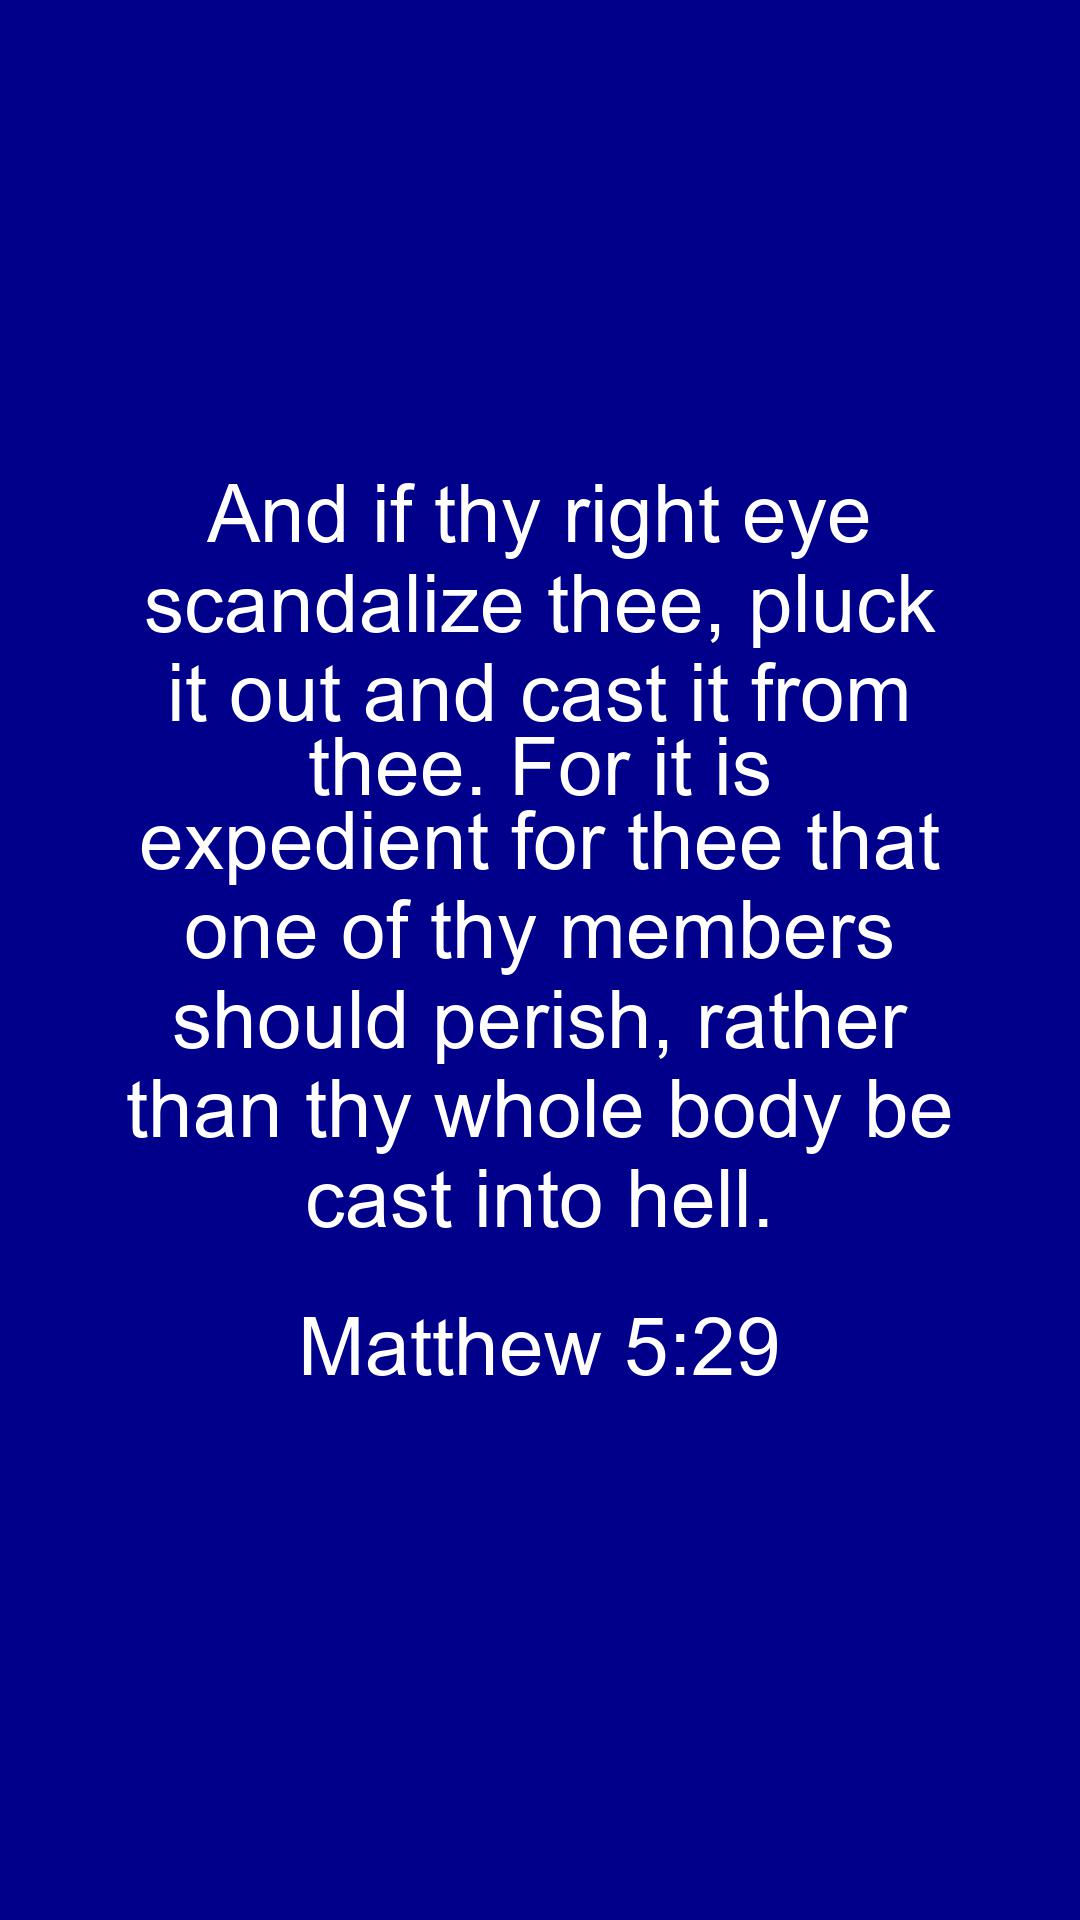 And if thy right eye
scandalize thee, pluck
it out and cast it from
thee. For it is
expedient for thee that
one of thy members
should perish, rather
than thy whole body be
cast into hell.
Matthew 5:29